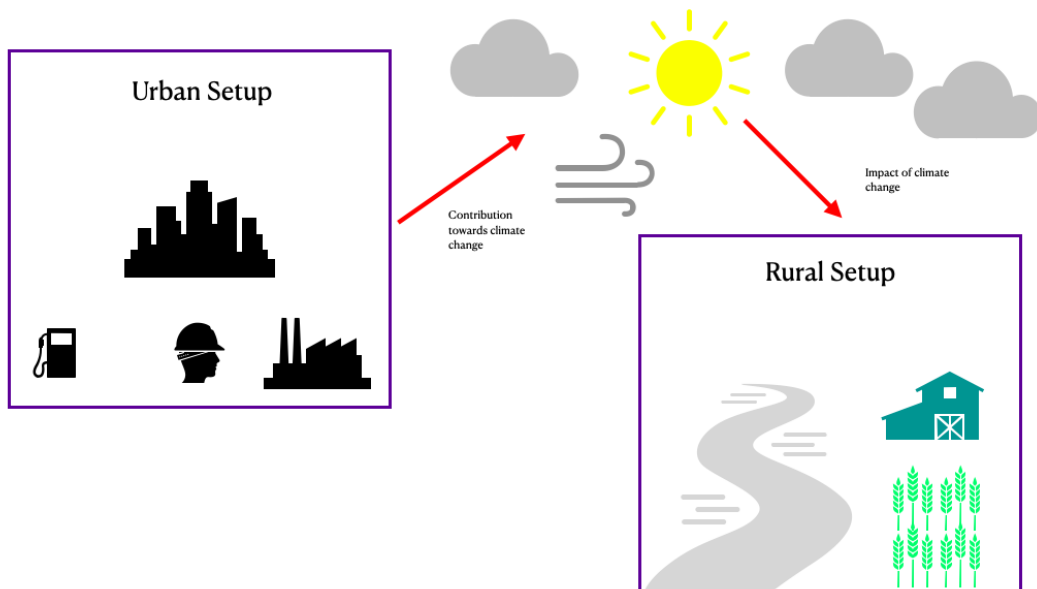 Urban Setup
Contribution
towards climate
change
Impact of climate
change
Rural Setup